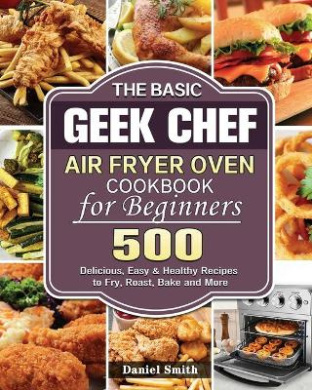 THE BASIC
GEEK CHEF
AIR FRYER OVEN
COOKBOOK
for Beginners
500
Delicious, Easy & Healthy Recipes
to Fry, Roast, Bake and More
Daniel Smith